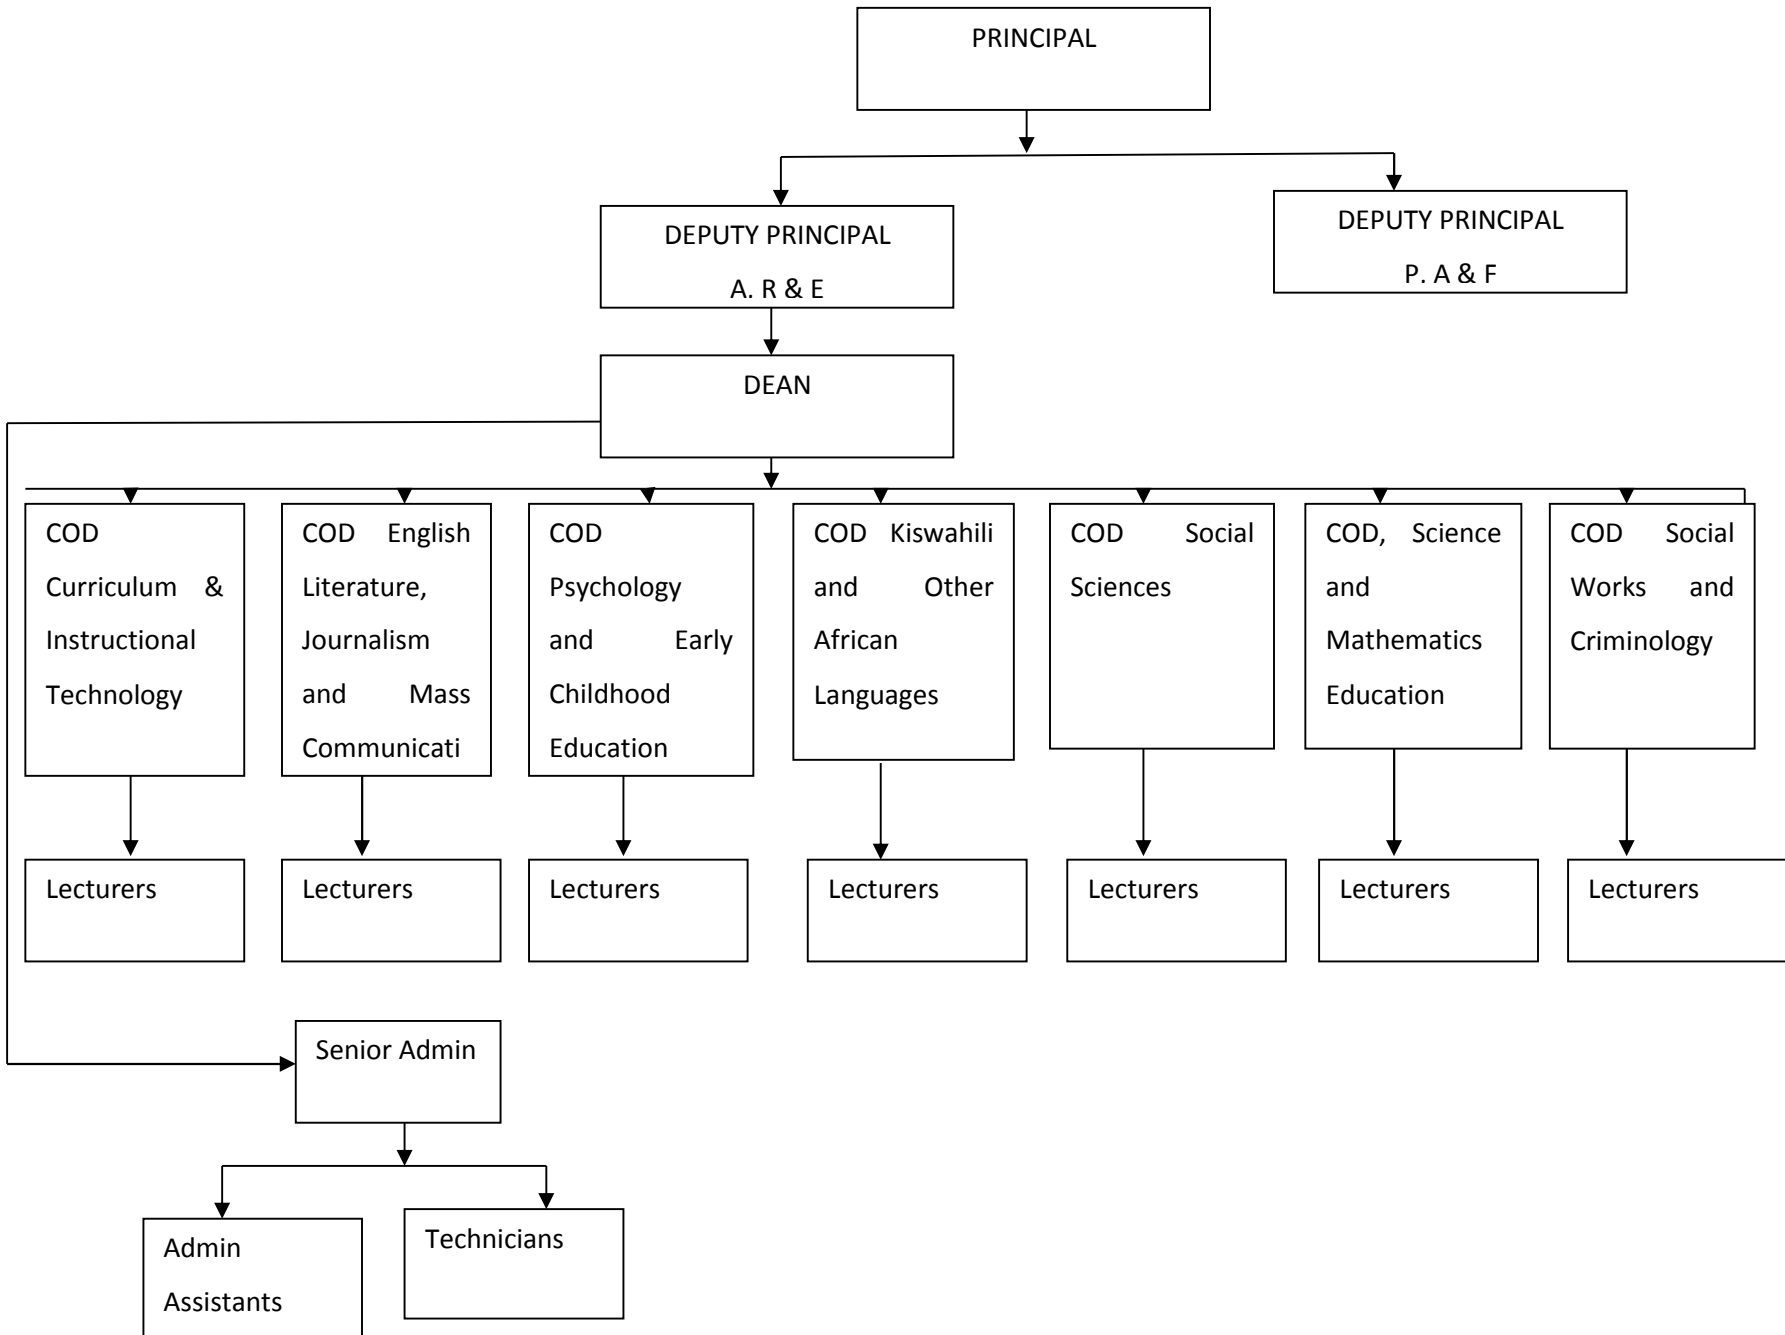 PRINCIPAL
DEPUTY PRINCIPAL
A. R & E
DEPUTY PRINCIPAL
P. A & F
DEAN
COD
Curriculum &
Instructional
Technology
COD English
Literature,
Journalism
and Mass
Communicati
COD
Psychology
and Early
Childhood
Education
COD Kiswahili
and Other
African
Languages
COD Social
Sciences
COD, Science
and
Mathematics
Education
COD Social
Works and
Criminology
Lecturers
Lecturers
Lecturers
Lecturers
Lecturers
Lecturers
Lecturers
Senior Admin
Admin
Assistants
Technicians